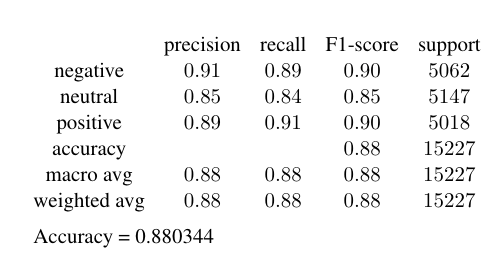 precision recall F1-score support
negative 0.91 0.89 0.90 5062
neutral 0.85 0.84 0.85 5147
positive 0.89 0.91 0.90 5018
accuracy 0.88 15227
macro avg 0.88 0.88 0.88 15227
weighted avg 0.88 0.88 0.88 15227
Accuracy = 0.880344